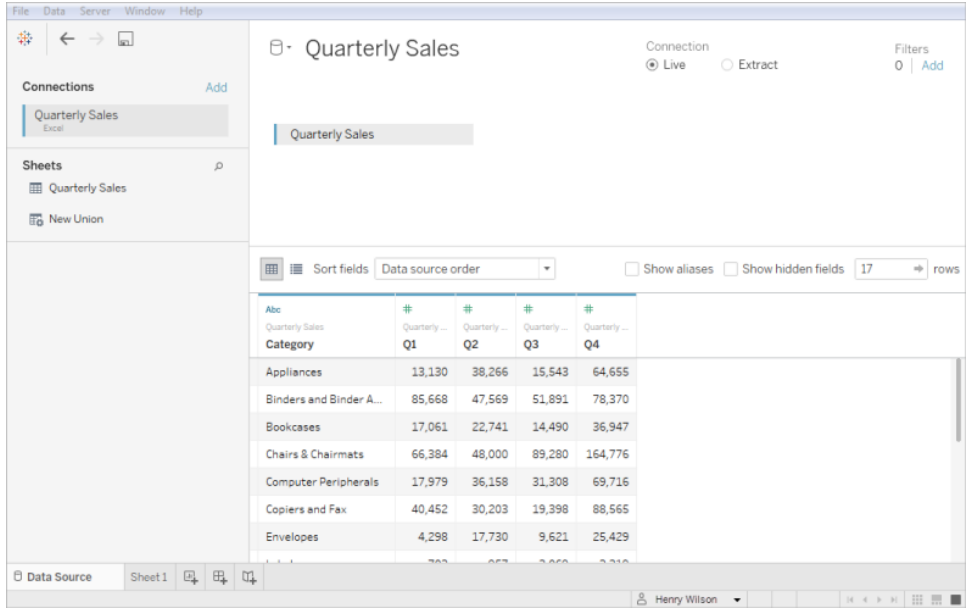 File Data Server Window Help
Quarterly Sales
Connection
Live Extract
Filters
0 Add
Connections Add
Quarterly Sales
Excel
Quarterly Sales
Sheets
Quarterly Sales
New Union
Sort fields Data source order Show aliases Show hidden fields 17 rows
Abc # # # #
Quarterly Sales Quarterly ... Quarterly ... Quarterly ... Quarterly ...
Category Q1 Q2 Q3 Q4
Appliances 13,130 38,266 15,543 64,655
Binders and Binder A... 85,668 47,569 51,891 78,370
Bookcases 17,061 22,741 14,490 36,947
Chairs & Chairmats 66,384 48,000 89,280 164,776
Computer Peripherals 17,979 36,158 31,308 69,716
Copiers and Fax 40,452 30,203 19,398 88,565
Envelopes 4,298 17,730 9,621 25,429
Data Source Sheet 1
Henry Wilson